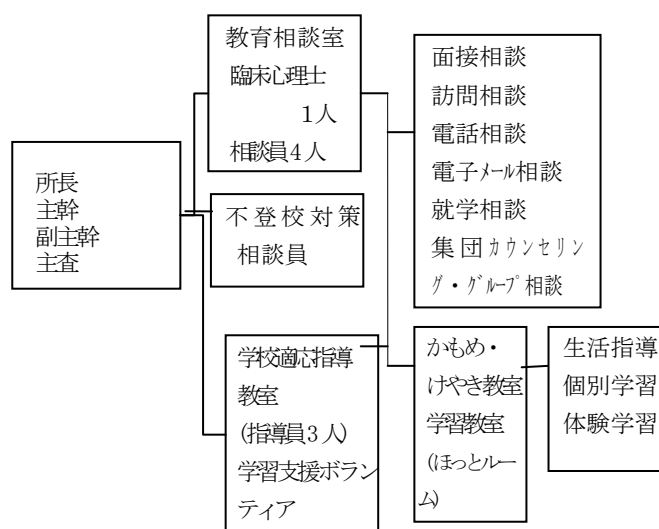 所長
主幹
副主幹
主査
教育相談室
臨床心理士
1人
相談員4人
不登校対策
相談員
学校適応指導
教室
(指導員3人)
学習支援ボラン
ティア
面接相談
訪問相談
電話相談
電子メール相談
就学相談
集団カウンセリン
グ・グループ相談
かもめ・
けやき教室
学習教室
(ほっとルー
ム)
生活指導
個別学習
体験学習